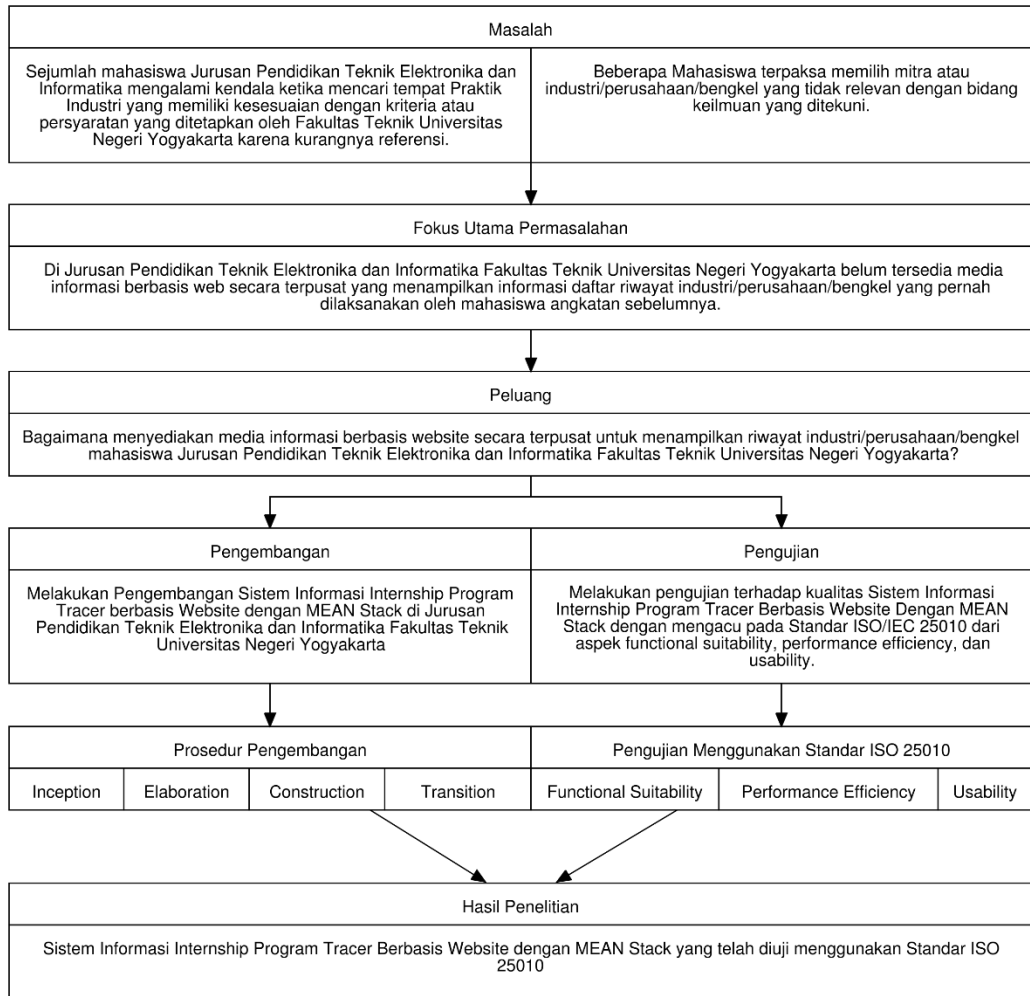 Masalah
Sejumlah mahasiswa Jurusan Pendidikan Teknik Elektronika dan
Informatika mengalami kendala ketika mencari tempat Praktik
Industri yang memiliki kesesuaian dengan kriteria atau
persyaratan yang ditetapkan oleh Fakultas Teknik Universitas
Negeri Yogyakarta karena kurangnya referensi.
Beberapa Mahasiswa terpaksa memilih mitra atau
industri/perusahaan/bengkel yang tidak relevan dengan bidang
keilmuan yang ditekuni.
Fokus Utama Permasalahan
Di Jurusan Pendidikan Teknik Elektronika dan Informatika Fakultas Teknik Universitas Negeri Yogyakarta belum tersedia media
informasi berbasis web secara terpusat yang menampilkan informasi daftar riwayat industri/perusahaan/bengkel yang pernah
dilaksanakan oleh mahasiswa angkatan sebelumnya.
Peluang
Bagaimana menyediakan media informasi berbasis website secara terpusat untuk menampilkan riwayat industri/perusahaan/bengkel
mahasiswa Jurusan Pendidikan Teknik Elektronika dan Informatika Fakultas Teknik Universitas Negeri Yogyakarta?
Pengembangan
Melakukan Pengembangan Sistem Informasi Internship Program
Tracer berbasis Website dengan MEAN Stack di Jurusan
Pendidikan Teknik Elektronika dan Informatika Fakultas Teknik
Universitas Negeri Yogyakarta
Pengujian
Melakukan pengujian terhadap kualitas Sistem Informasi
Internship Program Tracer Berbasis Website Dengan MEAN
Stack dengan mengacu pada Standar ISO/IEC 25010 dari
aspek functional suitability, performance efficiency, dan
usability.
Prosedur Pengembangan
Inception
Elaboration
Construction
Transition
Pengujian Menggunakan Standar ISO 25010
Functional Suitability
Performance Efficiency
Usability
Hasil Penelitian
Sistem Informasi Internship Program Tracer Berbasis Website dengan MEAN Stack yang telah diuji menggunakan Standar ISO
25010